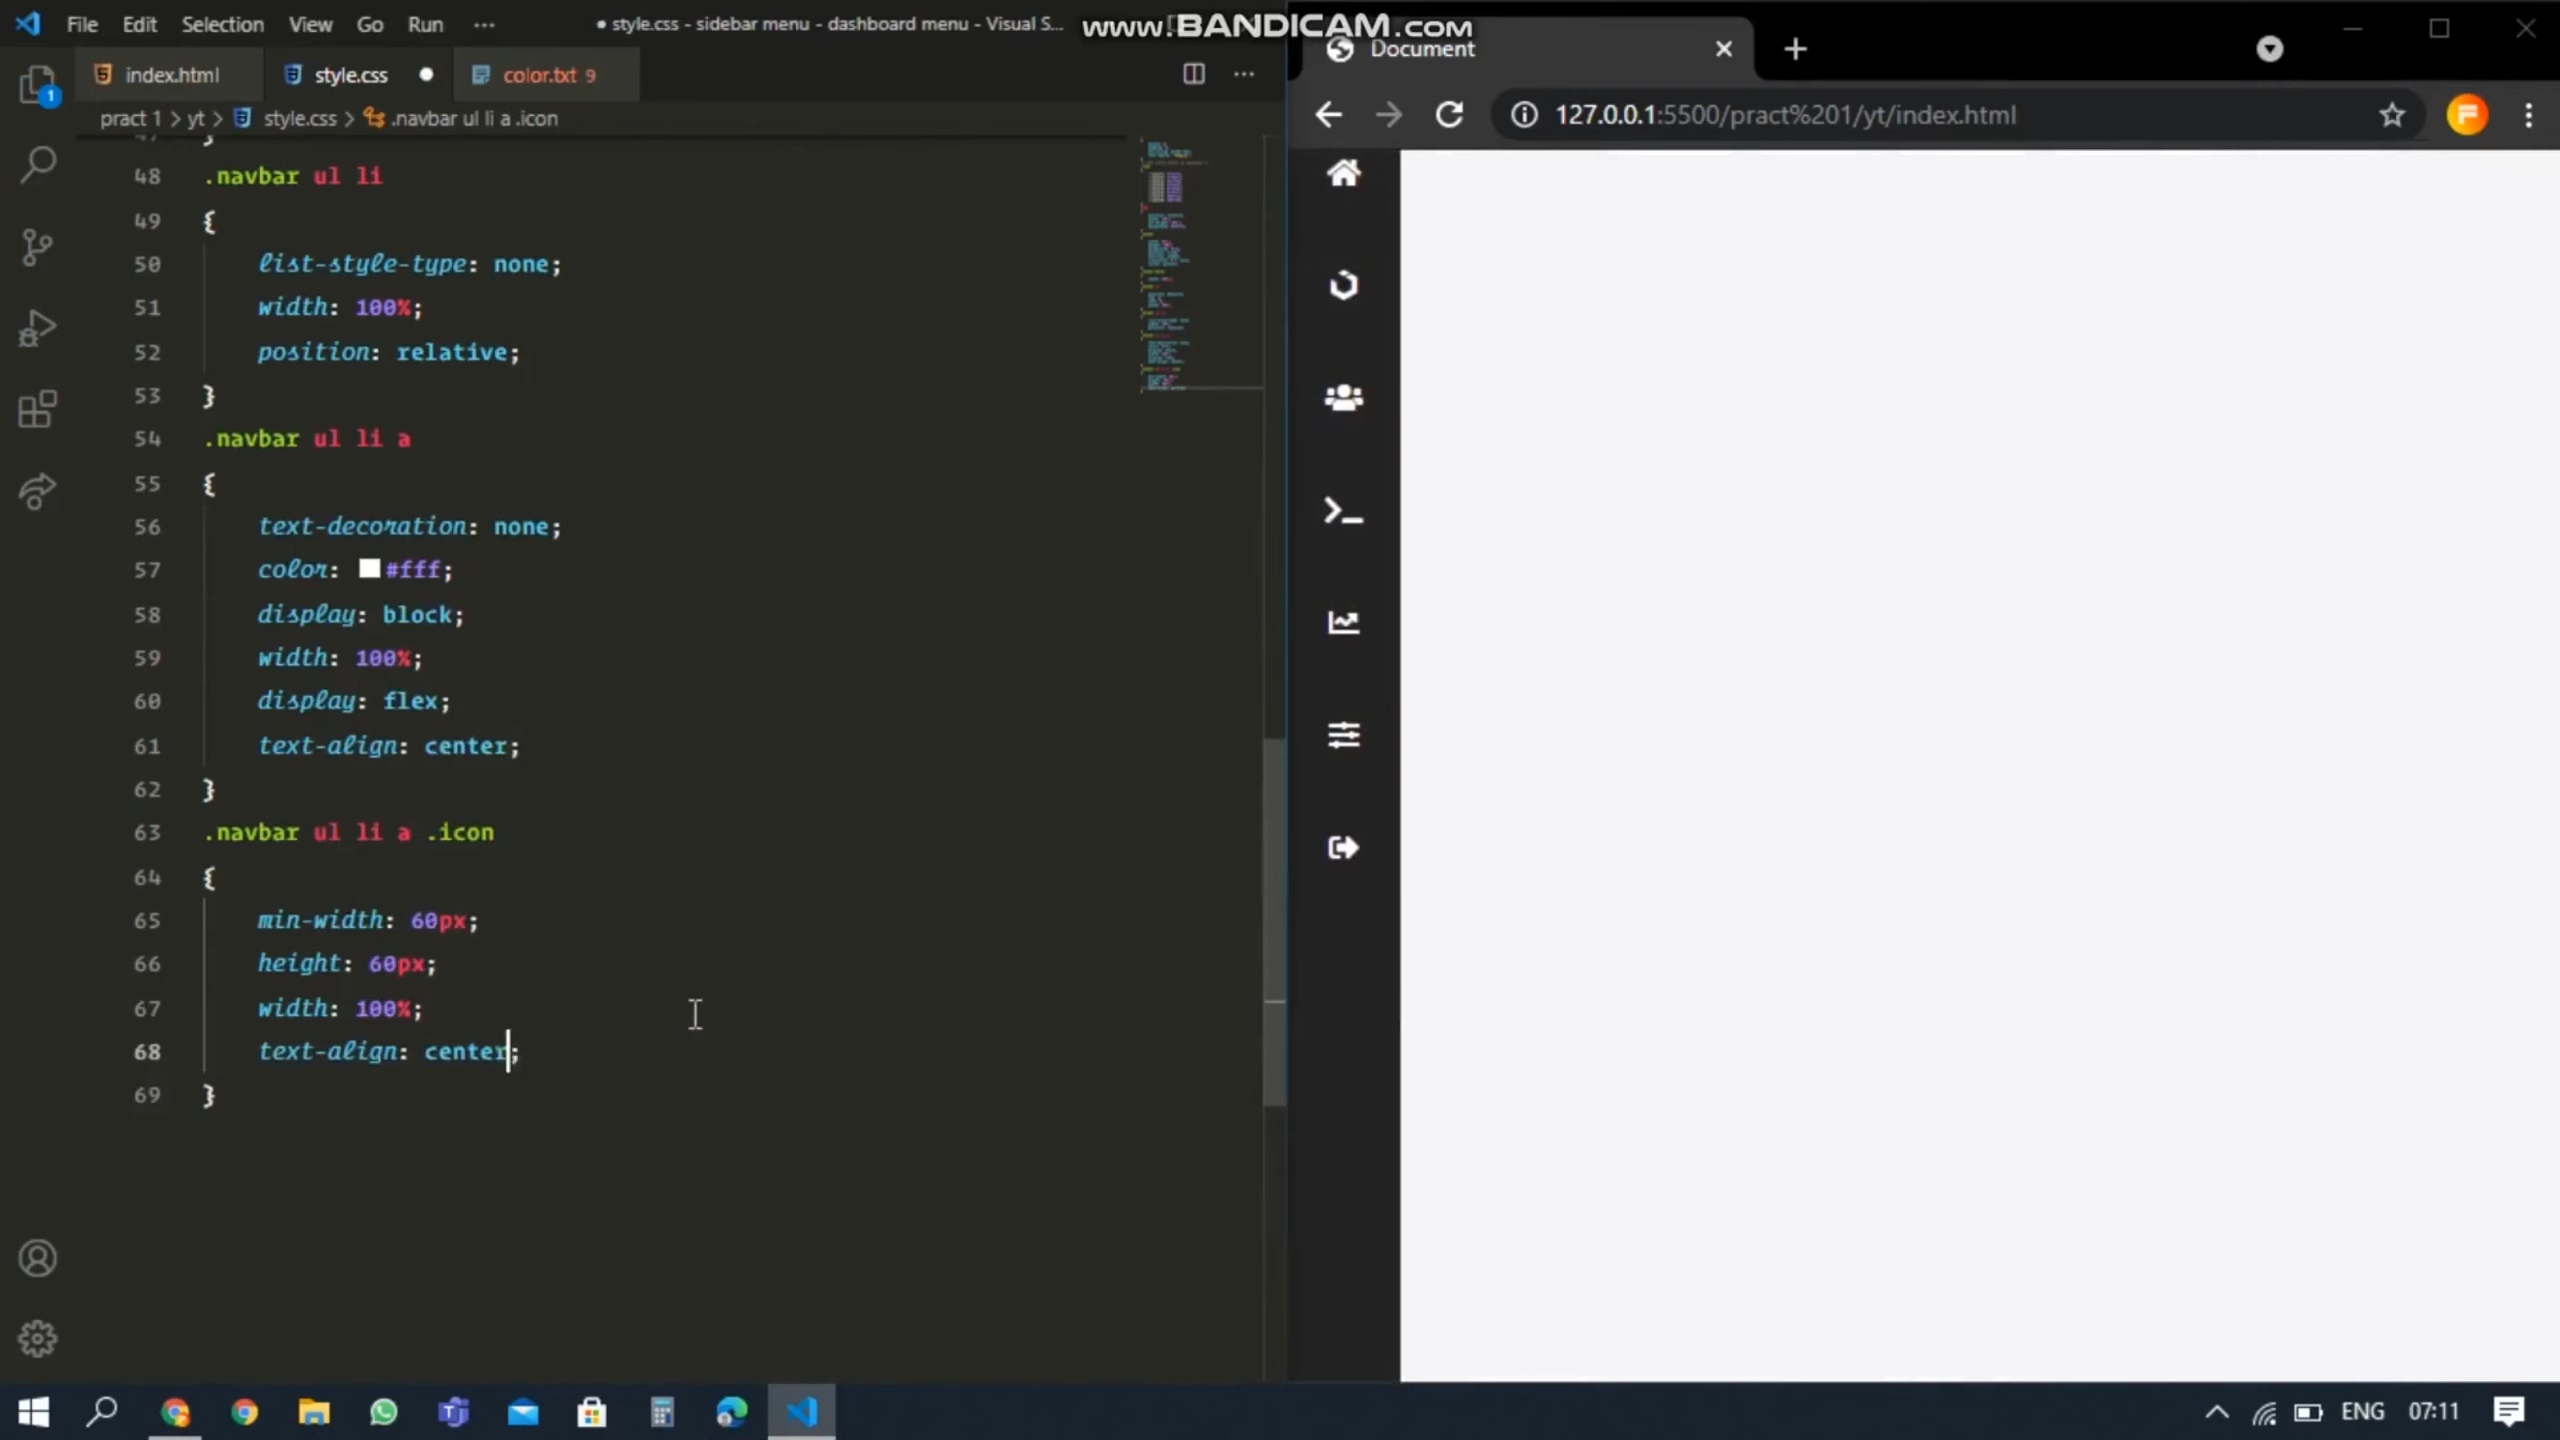 File Edit Selection View Go Run ···
● style.css - sidebar menu - dashboard menu - Visual S...
www.BANDICAM.com
index.html
style.css
color.txt 9
pract 1 > yt > style.css > .navbar ul li a .icon
48 .navbar ul li
49 {
50 list-style-type: none;
51 width: 100%;
52 position: relative;
53 }
54 .navbar ul li a
55 {
56 text-decoration: none;
57 color: #fff;
58 display: block;
59 width: 100%;
60 display: flex;
61 text-align: center;
62 }
63 .navbar ul li a .icon
64 {
65 min-width: 60px;
66 height: 60px;
67 width: 100%;
68 text-align: center;
69 }
1
Document
127.0.0.1:5500/pract%201/yt/index.html
F
ENG 07:11